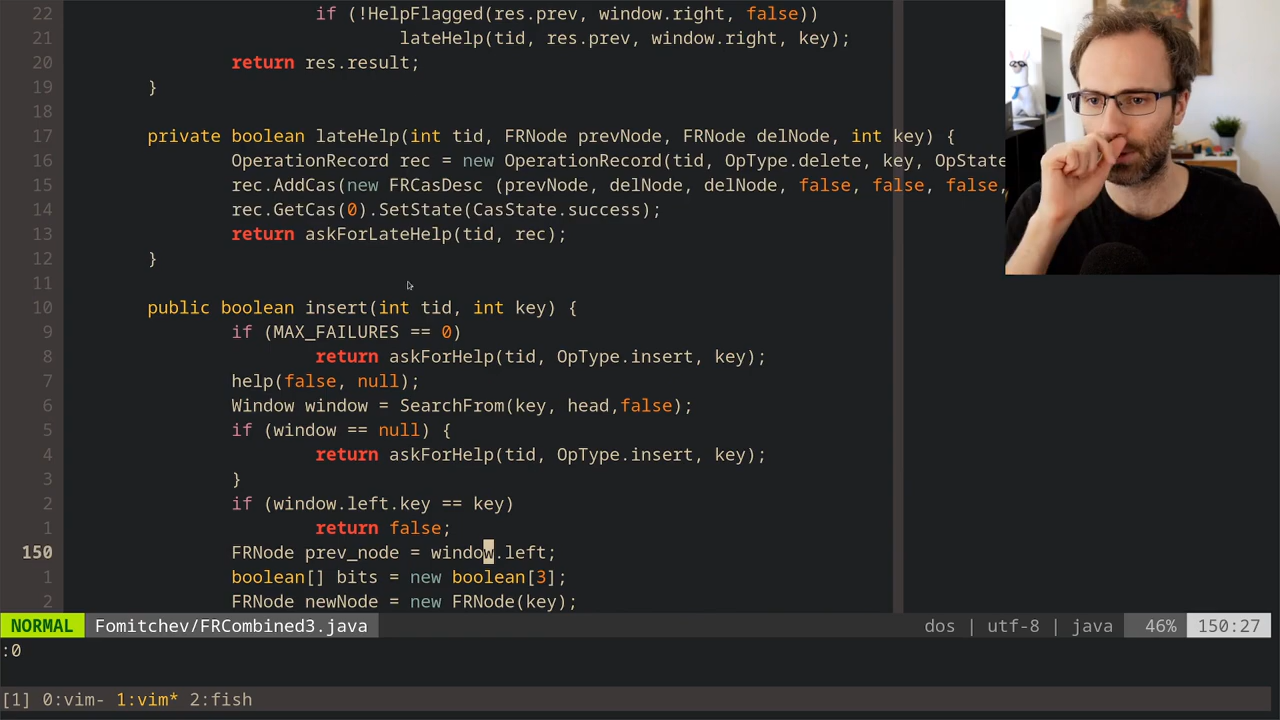 22 if (!HelpFlagged(res.prev, window.right, false))
21 lateHelp(tid, res.prev, window.right, key);
20 return res.result;
19 }
18
17 private boolean lateHelp(int tid, FRNode prevNode, FRNode delNode, int key) {
16 OperationRecord rec = new OperationRecord(tid, OpType.delete, key, OpState
15 rec.AddCas(new FRCasDesc (prevNode, delNode, delNode, false, false, false,
14 rec.GetCas(0).SetState(CasState.success);
13 return askForLateHelp(tid, rec);
12 }
11
10 public boolean insert(int tid, int key) {
9 if (MAX_FAILURES == 0)
8 return askForHelp(tid, OpType.insert, key);
7 help(false, null);
6 Window window = SearchFrom(key, head,false);
5 if (window == null) {
4 return askForHelp(tid, OpType.insert, key);
3 }
2 if (window.left.key == key)
1 return false;
150 FRNode prev_node = window.left;
1 boolean[] bits = new boolean[3];
2 FRNode newNode = new FRNode(key);
NORMAL Fomitchev/FRCombined3.java dos | utf-8 | java 46% 150:27
:0
[1] 0:vim- 1:vim* 2:fish